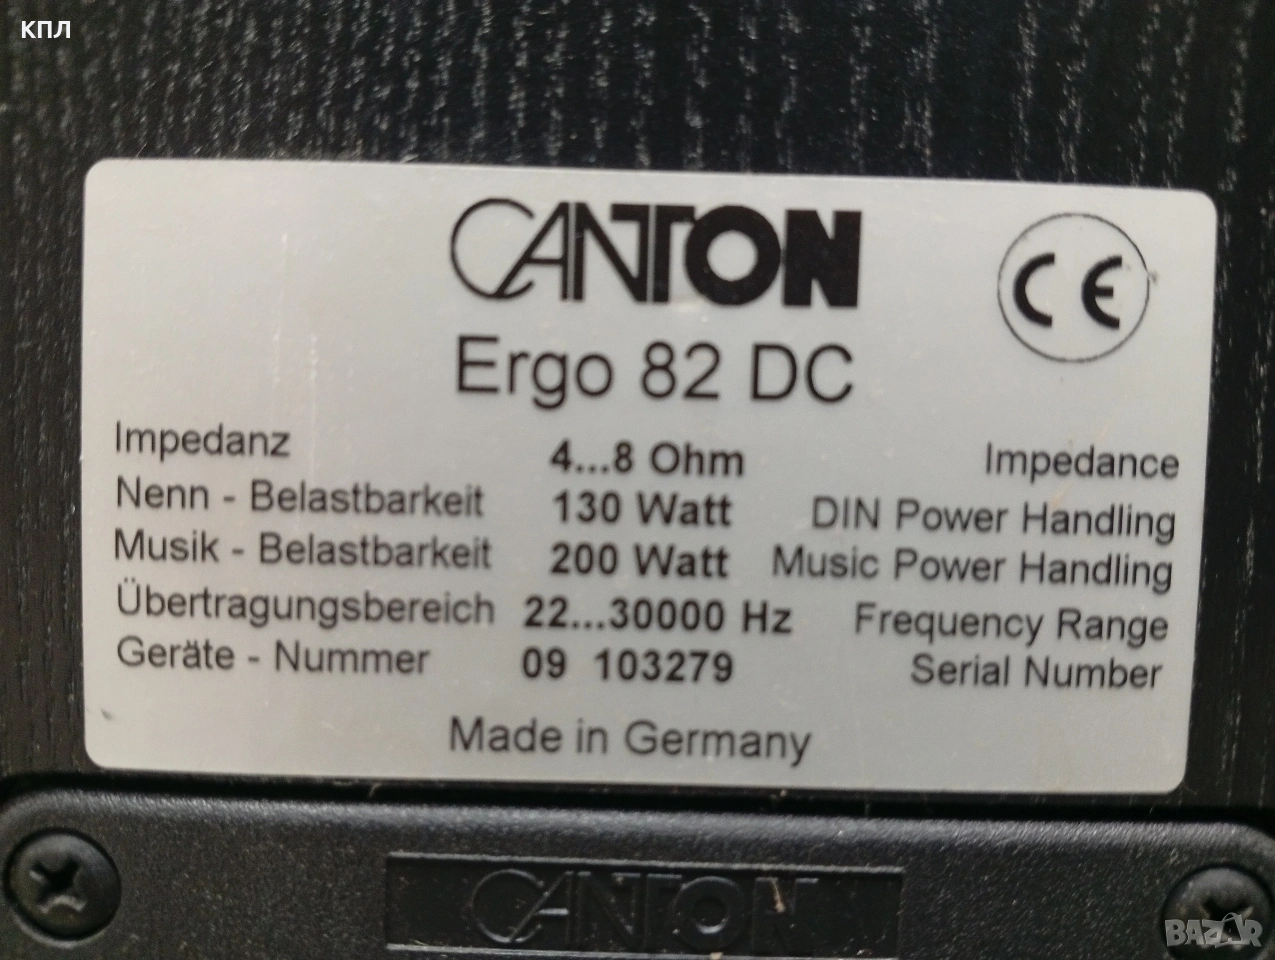 КПЛ
CANTON
CE
Ergo 82 DC
Impedanz 4...8 Ohm Impedance
Nenn - Belastbarkeit 130 Watt DIN Power Handling
Musik - Belastbarkeit 200 Watt Music Power Handling
Übertragungsbereich 22...30000 Hz Frequency Range
Geräte - Nummer 09 103279 Serial Number
Made in Germany
CANTON
BAZAR